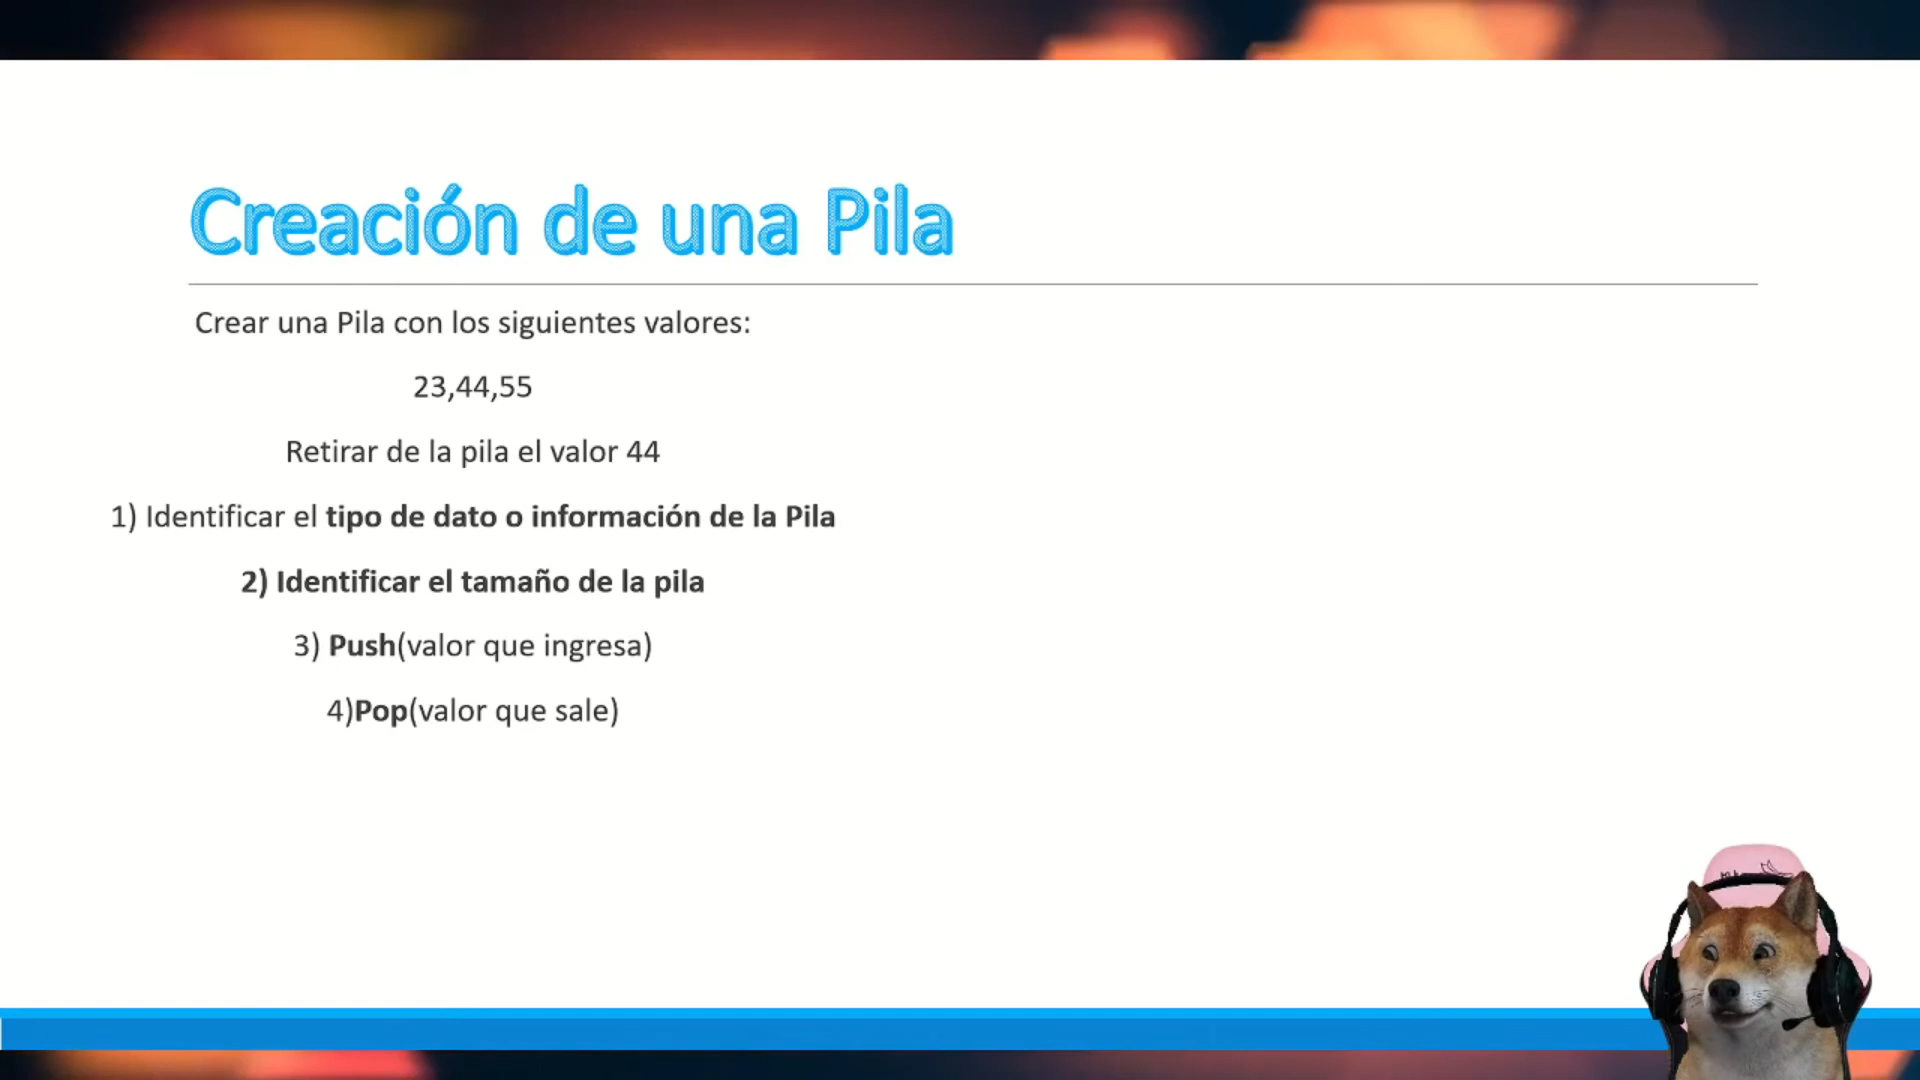 Creación de una Pila
Crear una Pila con los siguientes valores:
23,44,55
Retirar de la pila el valor 44
1) Identificar el tipo de dato o información de la Pila
2) Identificar el tamaño de la pila
3) Push(valor que ingresa)
4)Pop(valor que sale)